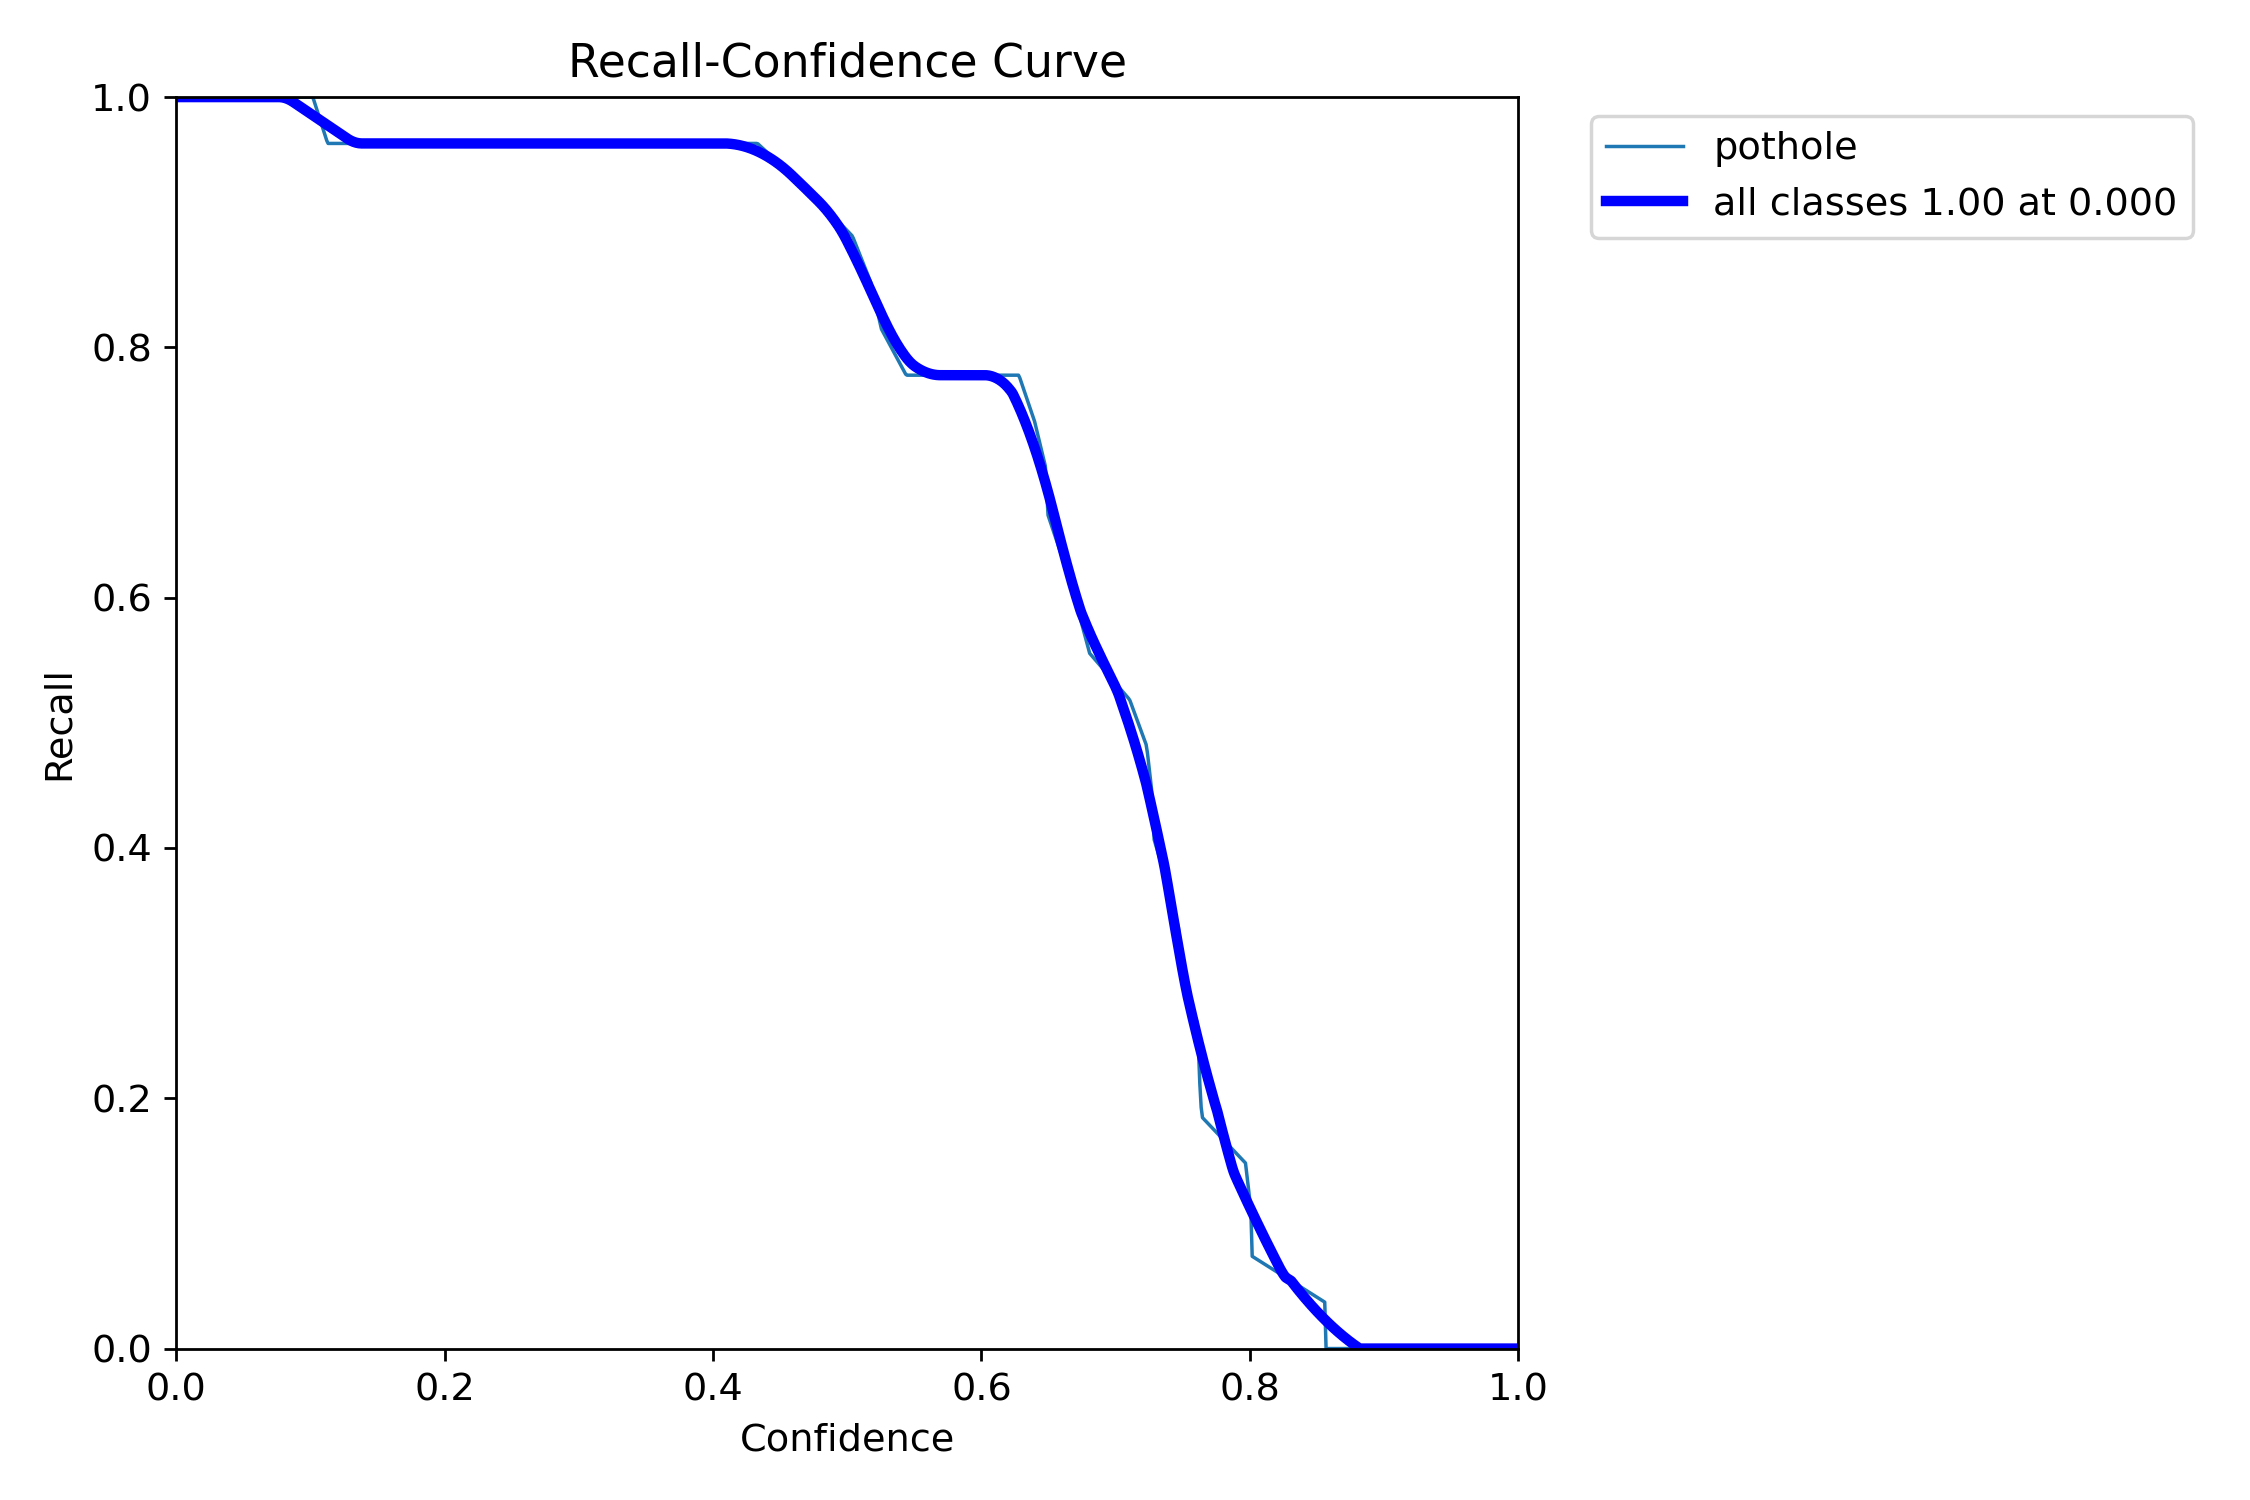 Recall-Confidence Curve
1.0
0.8
0.6
0.4
0.2
0.0
Recall
0.0 0.2 0.4 0.6 0.8 1.0
Confidence
pothole
all classes 1.00 at 0.000